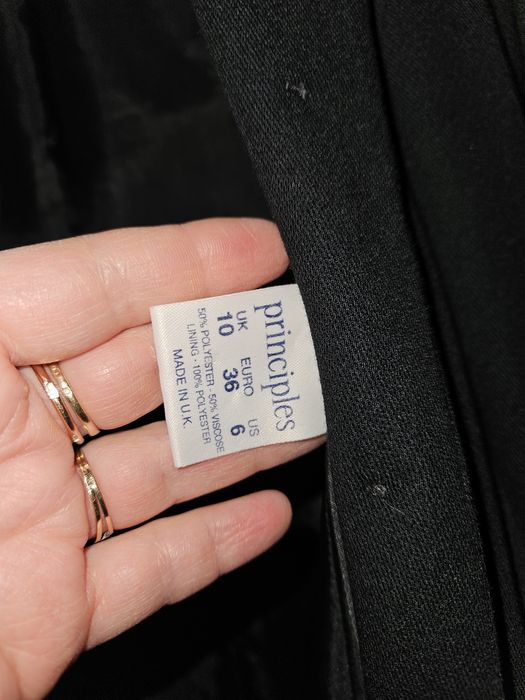 principles
UK EURO US
10 36 6
50% POLYESTER - 50% VISCOSE
LINING - 100% POLYESTER
MADE IN U.K.